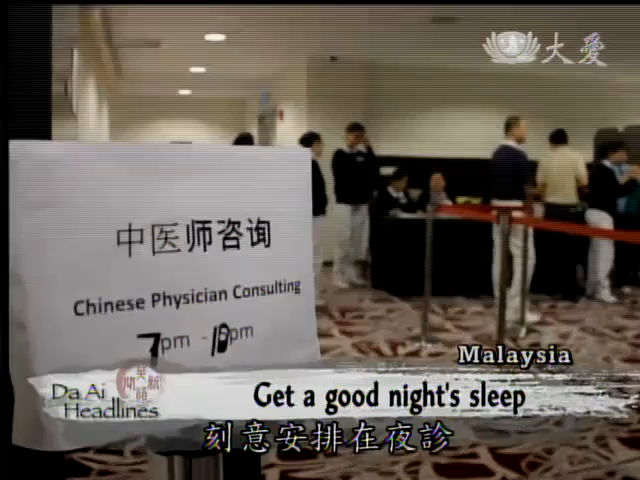 大愛
中医师咨询
Chinese Physician Consulting
7pm - 10pm
Malaysia
Da Ai
Headlines
Get a good night's sleep
刻意安排在夜診